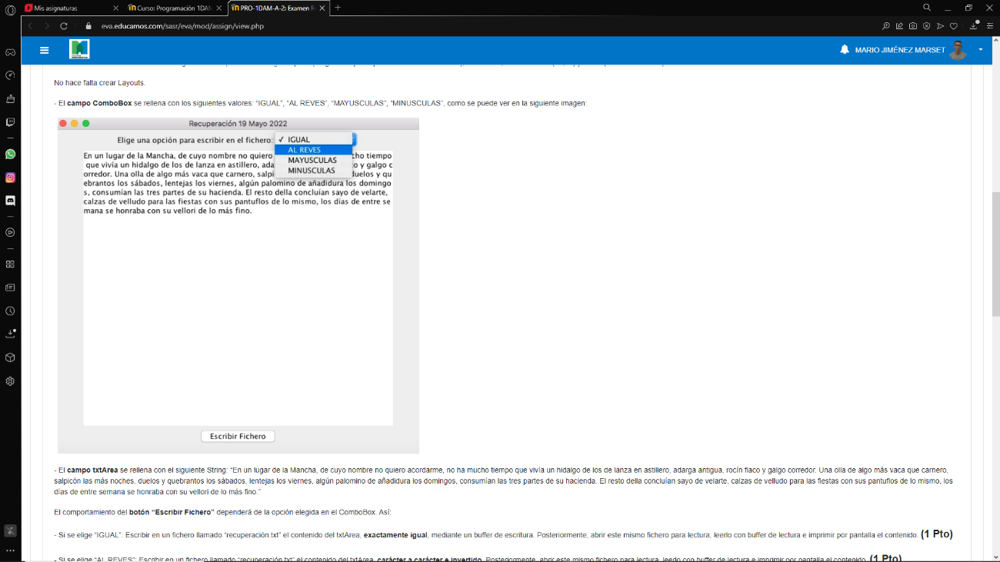 Mis asignaturas
Curso: Programación 1DAM
PRO-1DAM-A-2: Examen F
eva.educamos.com/sasr/eva/mod/assign/view.php
MARIO JIMÉNEZ MARSET
No hace falta crear Layouts.
- El campo ComboBox se rellena con los siguientes valores: “IGUAL”, “AL REVES”, “MAYUSCULAS”, “MINUSCULAS”, como se puede ver en la siguiente imagen:
Recuperación 19 Mayo 2022
Elige una opción para escribir en el fichero: ✓ IGUAL
AL REVES
MAYUSCULAS
MINUSCULAS
En un lugar de la Mancha, de cuyo nombre no quiero cho tiempo
que vivía un hidalgo de los de lanza en astillero, ada o y galgo c
orredor. Una olla de algo más vaca que carnero, salpi duelos y qu
ebrantos los sábados, lentejas los viernes, algún palomino de añadidura los domingo
s, consumían las tres partes de su hacienda. El resto della concluían sayo de velarte,
calzas de velludo para las fiestas con sus pantuflos de lo mismo, los días de entre se
mana se honraba con su vellori de lo más fino.
Escribir Fichero
- El campo txtArea se rellena con el siguiente String: “En un lugar de la Mancha, de cuyo nombre no quiero acordarme, no ha mucho tiempo que vivía un hidalgo de los de lanza en astillero, adarga antigua, rocín flaco y galgo corredor. Una olla de algo más vaca que carnero,
salpicón las más noches, duelos y quebrantos los sábados, lentejas los viernes, algún palomino de añadidura los domingos, consumían las tres partes de su hacienda. El resto della concluían sayo de velarte, calzas de velludo para las fiestas con sus pantuflos de lo mismo, los
días de entre semana se honraba con su vellori de lo más fino.”
El comportamiento del botón “Escribir Fichero” dependerá de la opción elegida en el ComboBox. Así:
- Si se elige “IGUAL”: Escribir en un fichero llamado “recuperación.txt” el contenido del txtArea, exactamente igual, mediante un buffer de escritura. Posteriormente, abrir este mismo fichero para lectura, leerlo con buffer de lectura e imprimir por pantalla el contenido. (1 Pto)
- Si se elige “AL REVES”: Escribir en un fichero llamado “recuperación.txt” el contenido del txtArea, carácter a carácter e invertido. Posteriormente, abrir este mismo fichero para lectura, leerlo con buffer de lectura e imprimir por pantalla el contenido. (1 Pto)